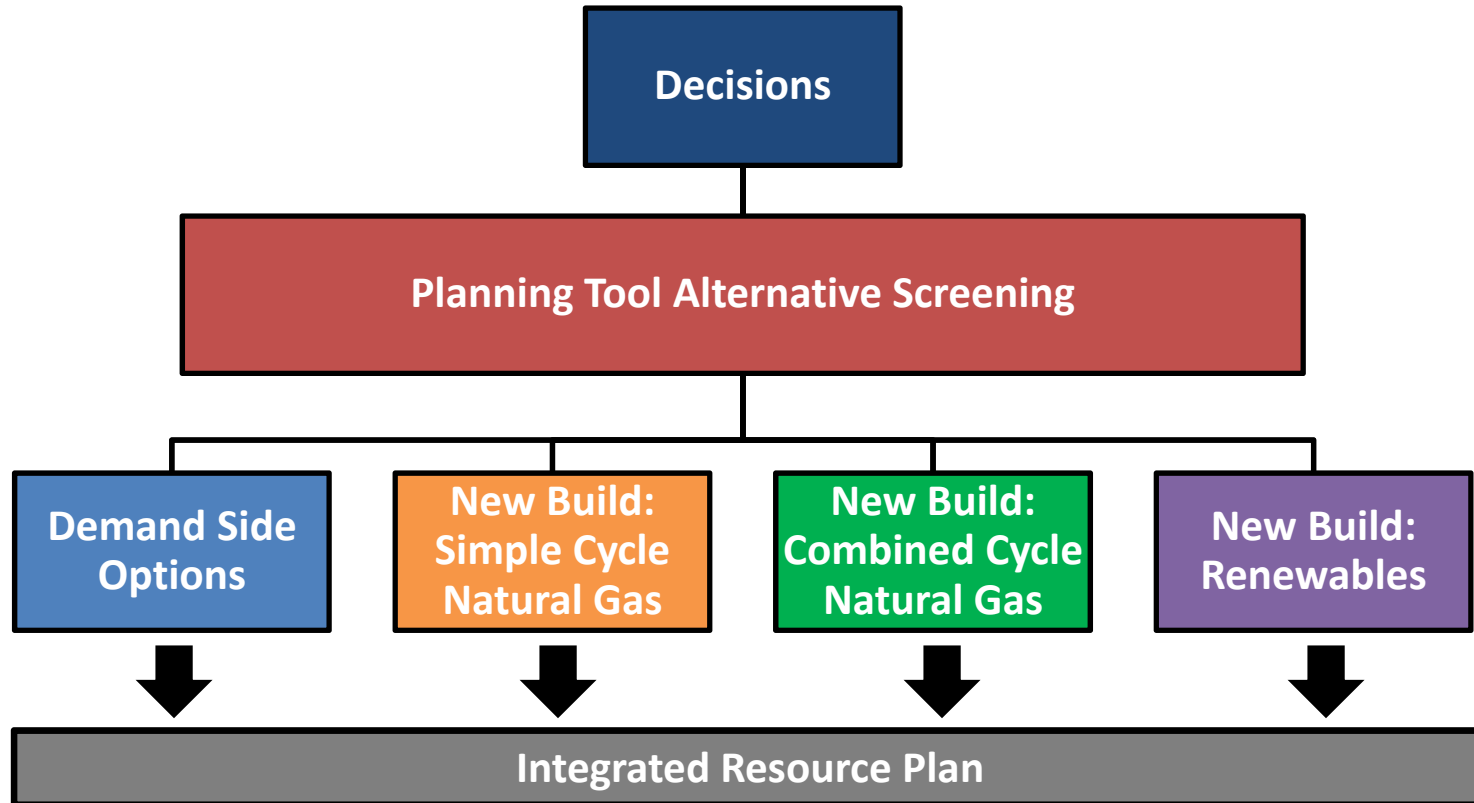 Decisions
Planning Tool Alternative Screening
Demand Side
Options
New Build:
Simple Cycle
Natural Gas
New Build:
Combined Cycle
Natural Gas
New Build:
Renewables
Integrated Resource Plan